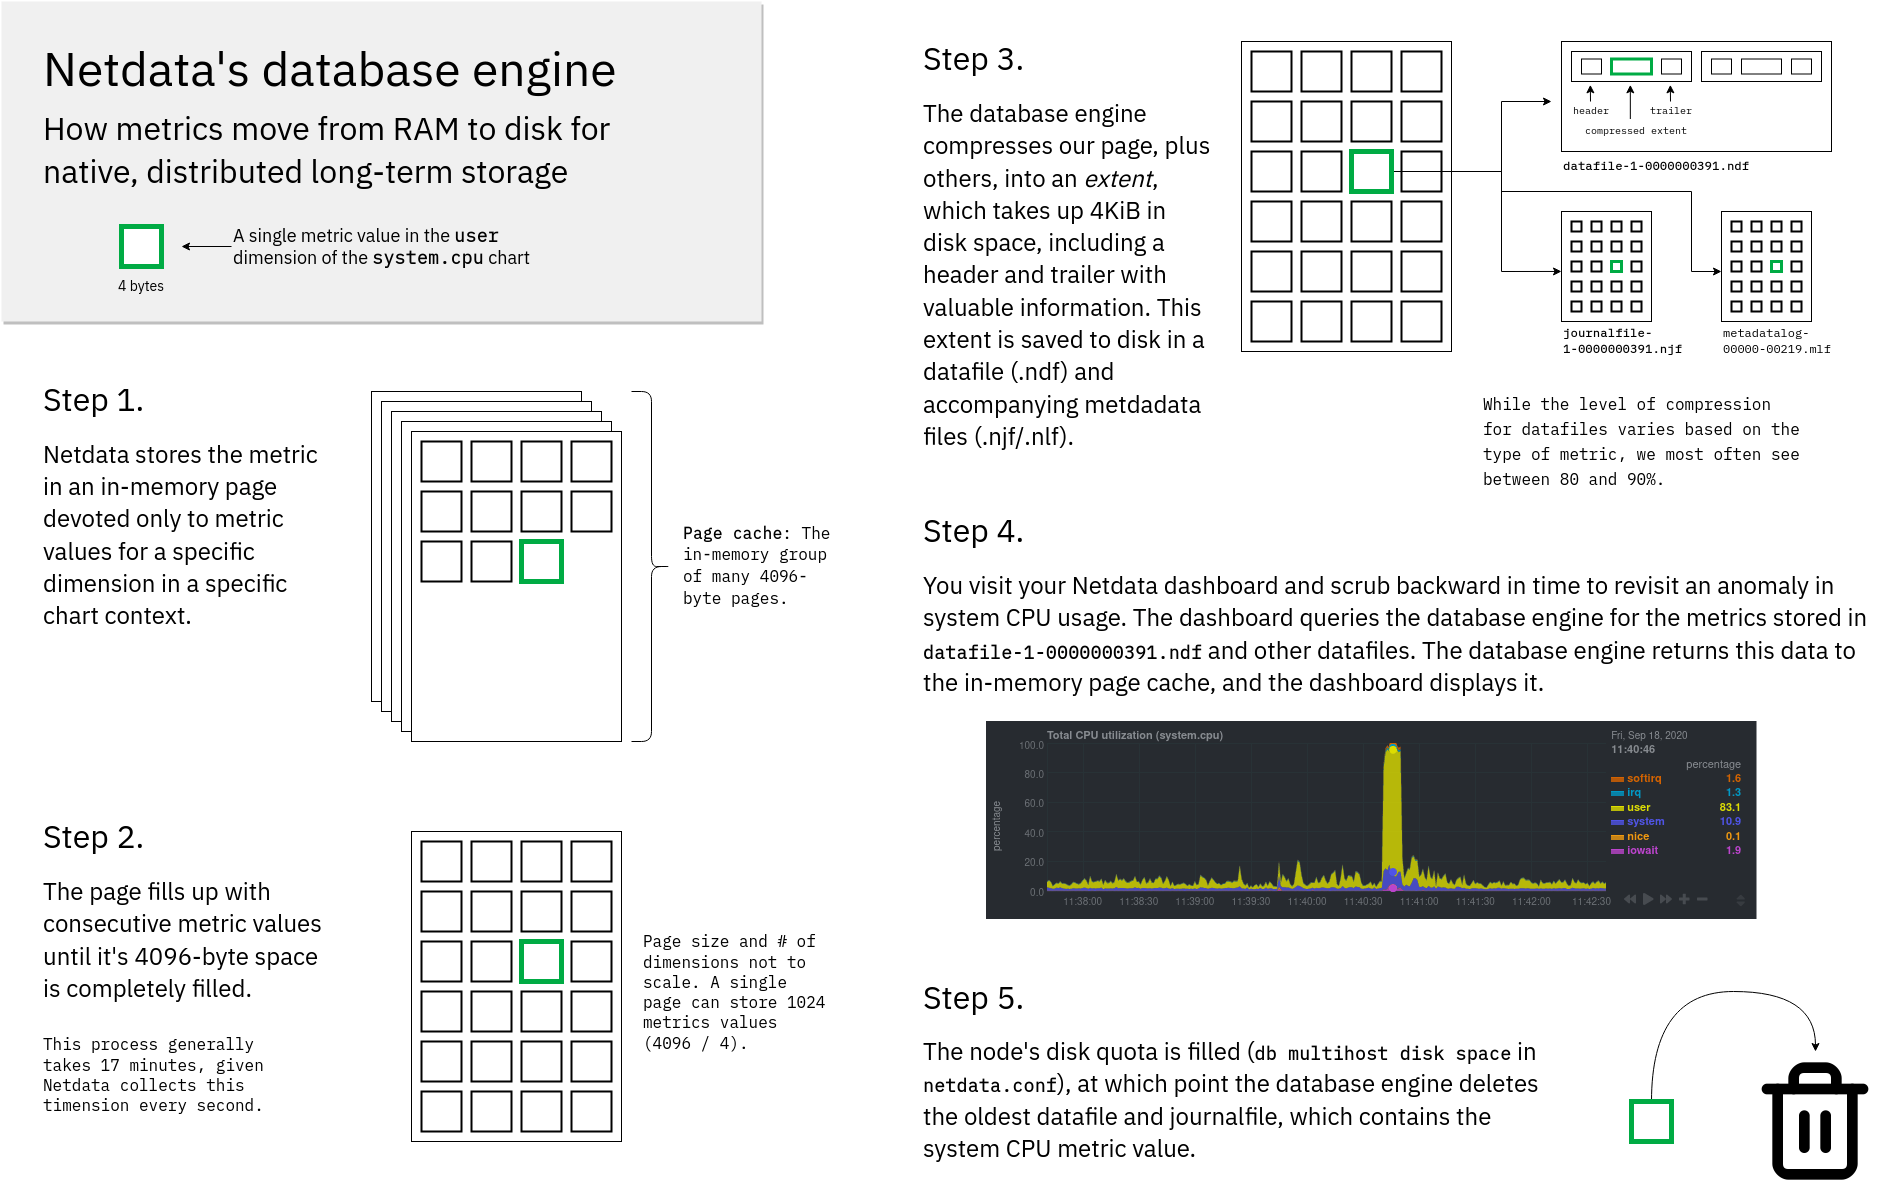 Netdata's database engine
How metrics move from RAM to disk for
native, distributed long-term storage
A single metric value in the user
dimension of the system.cpu chart
4 bytes
Step 1.
Netdata stores the metric
in an in-memory page
devoted only to metric
values for a specific
dimension in a specific
chart context.
Page cache: The
in-memory group
of many 4096-
byte pages.
Step 2.
The page fills up with
consecutive metric values
until it's 4096-byte space
is completely filled.
This process generally
takes 17 minutes, given
Netdata collects this
timension every second.
Page size and # of
dimensions not to
scale. A single
page can store 1024
metrics values
(4096 / 4).
Step 3.
The database engine
compresses our page, plus
others, into an extent,
which takes up 4KiB in
disk space, including a
header and trailer with
valuable information. This
extent is saved to disk in a
datafile (.ndf) and
accompanying metdadata
files (.njf/.nlf).
header
trailer
compressed extent
datafile-1-0000000391.ndf
journalfile-
1-0000000391.njf
metadatalog-
00000-00219.mlf
While the level of compression
for datafiles varies based on the
type of metric, we most often see
between 80 and 90%.
Step 4.
You visit your Netdata dashboard and scrub backward in time to revisit an anomaly in
system CPU usage. The dashboard queries the database engine for the metrics stored in
datafile-1-0000000391.ndf and other datafiles. The database engine returns this data to
the in-memory page cache, and the dashboard displays it.
Total CPU utilization (system.cpu)
percentage
100.0
80.0
60.0
40.0
20.0
0.0
11:38:00 11:38:30 11:39:00 11:39:30 11:40:00 11:40:30 11:41:00 11:41:30 11:42:00 11:42:30
Fri, Sep 18, 2020
11:40:46
percentage
softirq 1.6
irq 1.3
user 83.1
system 10.9
nice 0.1
iowait 1.9
Step 5.
The node's disk quota is filled (db multihost disk space in
netdata.conf), at which point the database engine deletes
the oldest datafile and journalfile, which contains the
system CPU metric value.